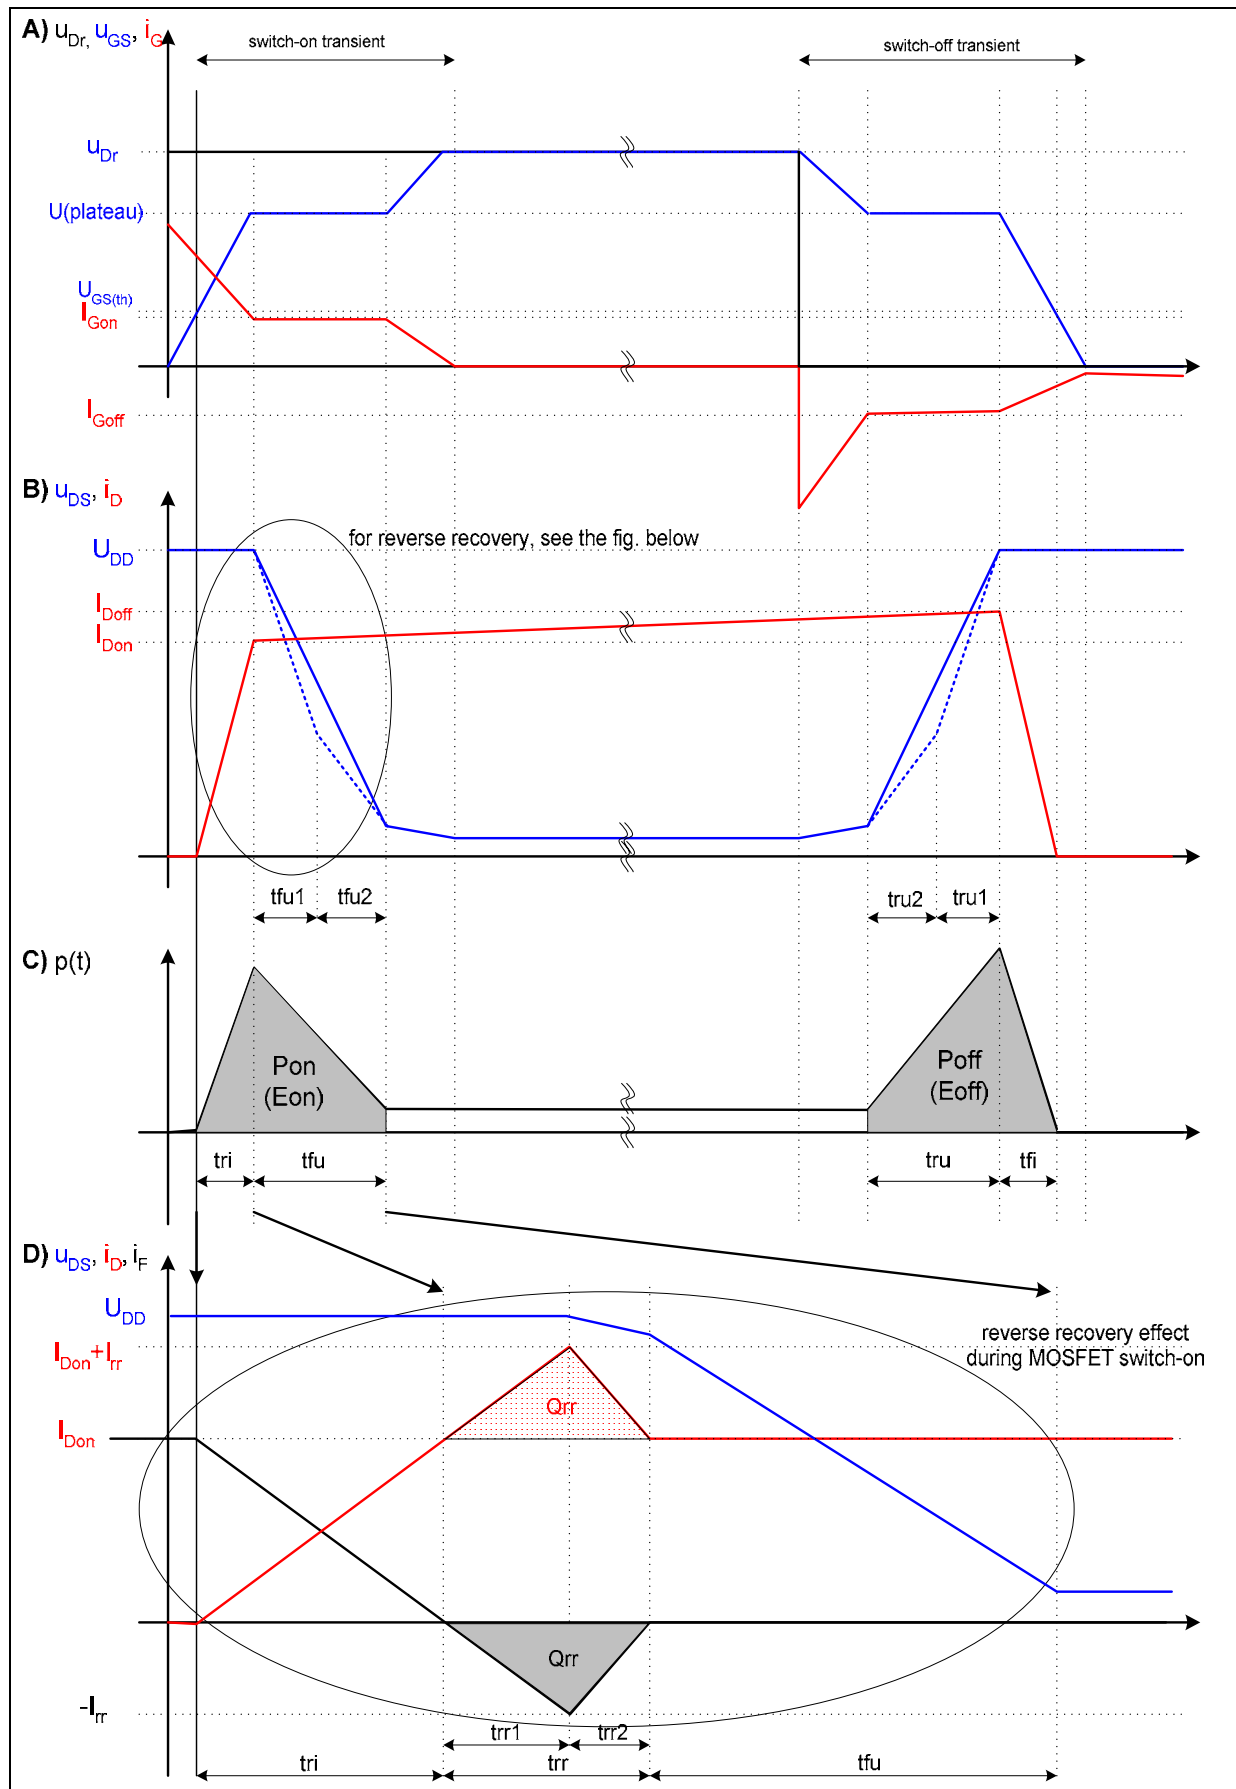 A) uDr, uGS, iG
switch-on transient
switch-off transient
uDr
U(plateau)
UGS(th)
IGon
IGoff
B) uDS, iD
for reverse recovery, see the fig. below
UDD
IDoff
IDon
tfu1
tfu2
tru2
tru1
C) p(t)
Pon
(Eon)
Poff
(Eoff)
tri
tfu
tru
tfi
D) uDS, iD, iF
UDD
reverse recovery effect
during MOSFET switch-on
IDon+Irr
Qrr
IDon
Qrr
-Irr
trr1
trr2
tri
trr
tfu